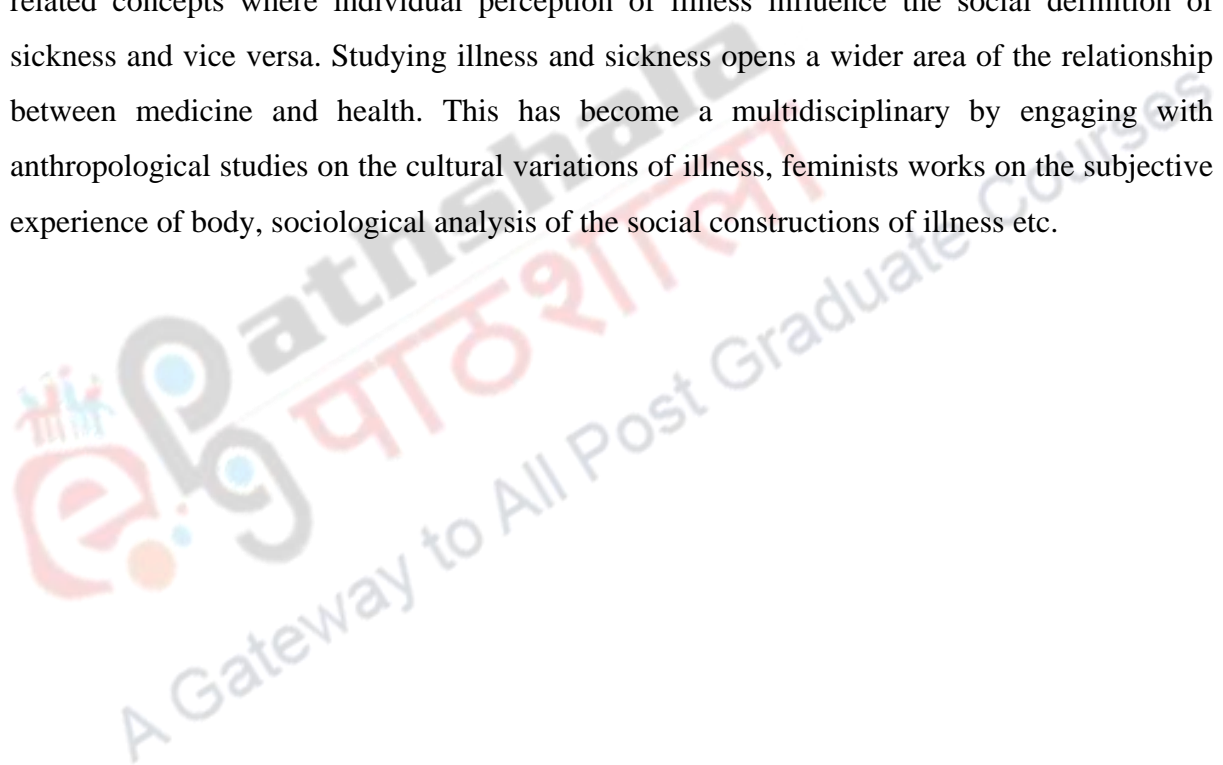 related concepts where individual perception of illness influence the social definition of
sickness and vice versa. Studying illness and sickness opens a wider area of the relationship
between medicine and health. This has become a multidisciplinary by engaging with
anthropological studies on the cultural variations of illness, feminists works on the subjective
experience of body, sociological analysis of the social constructions of illness etc.
Pathshala
पाठशाला
A Gateway to All Post Graduate Courses